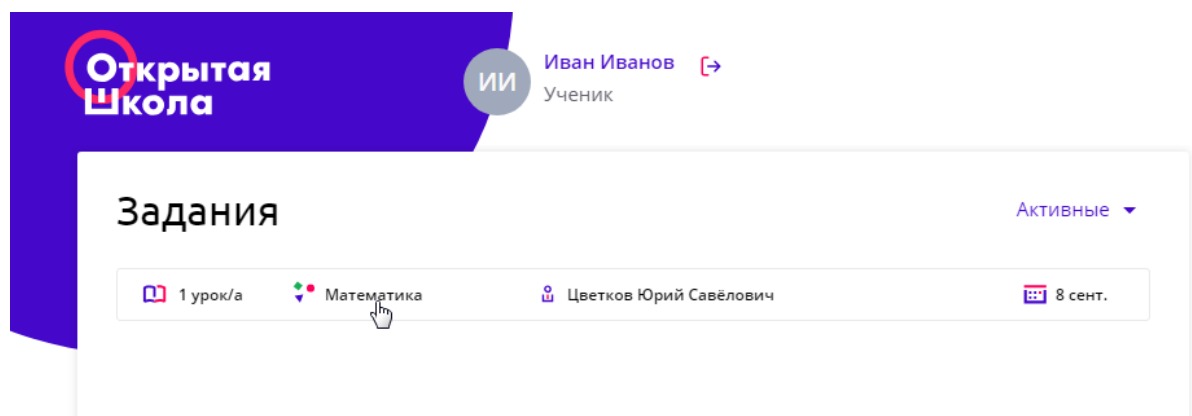 Открытая
Школа
ИИ
Иван Иванов
Ученик
Задания
Активные
1 урок/а Математика Цветков Юрий Савёлович 8 сент.